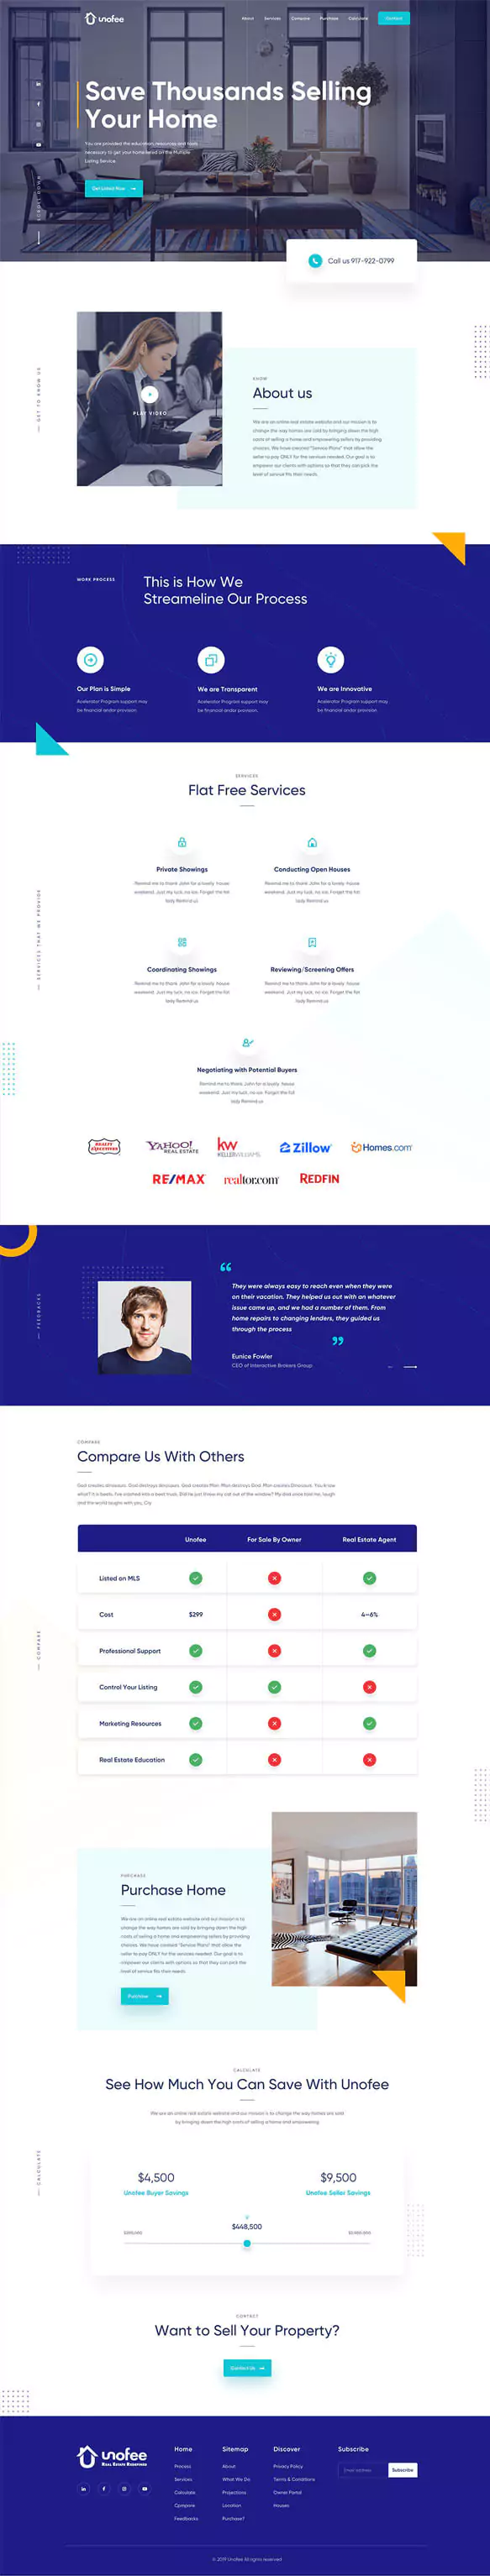 unofee
About Services Compare Purchase Calculate Contact
Save Thousands Selling
Your Home
You are provided the education, resources and tools
necessary to get your home listed on the Multiple
Listing Service.
Get Listed Now
SCROLL DOWN
Call us 917-922-0799
GET TO KNOW US
PLAY VIDEO
KNOW
About us
We are an online real estate website and our mission is to
change the way homes are sold by bringing down the high
costs of selling a home and empowering sellers by providing
choices. We have created "Service Plans" that allow the
seller to pay ONLY for the services needed. Our goal is to
empower our clients with options so that they can pick the
level of service fits their needs.
WORK PROCESS
This is How We
Streameline Our Process
Our Plan is Simple
Acelerator Program support may
be financial andor provision.
We are Transparent
Acelerator Program support may
be financial andor provision.
We are Innovative
Acelerator Program support may
be financial andor provision.
SERVICES
Flat Free Services
SERVICES THAT WE PROVIDE
Private Showings
Remind me to thank John for a lovely house
weekend. Just my luck, no ice. Forget the fat
lady Remind us
Conducting Open Houses
Remind me to thank John for a lovely house
weekend. Just my luck, no ice. Forget the fat
lady Remind us
Coordinating Showings
Remind me to thank John for a lovely house
weekend. Just my luck, no ice. Forget the fat
lady Remind us
Reviewing/Screening Offers
Remind me to thank John for a lovely house
weekend. Just my luck, no ice. Forget the fat
lady Remind us
Negotiating with Potential Buyers
Remind me to thank John for a lovely house
weekend. Just my luck, no ice. Forget the fat
lady Remind us
REALTY EXECUTIVES
YAHOO!
REAL ESTATE
kw
KELLERWILLIAMS
Zillow
Homes.com
RE/MAX
realtor.com
REDFIN
FEEDBACKS
They were always easy to reach even when they were
on their vacation. They helped us out with an whatever
issue came up, and we had a number of them. From
home repairs to changing lenders, they guided us
through the process
Eunice Fowler
CEO of Interactive Brokers Group
COMPARE
Compare Us With Others
God creates dinosaurs. God destroys dinosaurs. God creates Man. Man destroys God. Man creates Dinosaurs. You know
what? It is beets. I've crashed into a beet truck. Did he just throw my cat out of the window? My dad once told me, laugh
and the world laughs with you, Cry
COMPARE
Unofee For Sale By Owner Real Estate Agent
Listed on MLS
Cost $299 4–6%
Professional Support
Control Your Listing
Marketing Resources
Real Estate Education
PURCHASE
Purchase Home
We are an online real estate website and our mission is to
change the way homes are sold by bringing down the high
costs of selling a home and empowering sellers by providing
choices. We have created "Service Plans" that allow the
seller to pay ONLY for the services needed. Our goal is to
empower our clients with options so that they can pick the
level of service fits their needs.
Purchase
CALCULATE
See How Much You Can Save With Unofee
We are an online real estate website and our mission is to change the way homes are sold
by bringing down the high costs of selling a home and empowering
CALCULATE
$4,500
Unofee Buyer Savings
$9,500
Unofee Seller Savings
$448,500
CONTACT
Want to Sell Your Property?
Contact Us
unofee
REAL ESTATE REDEFINED
Home
Process
Services
Calculate
Compare
Feedbacks
Sitemap
About
What We Do
Projections
Location
Purchase?
Discover
Privacy Policy
Terms & Conditions
Owner Portal
Houses
Subscribe
Email address
Subscribe
© 2019 Unofee All rights reserved